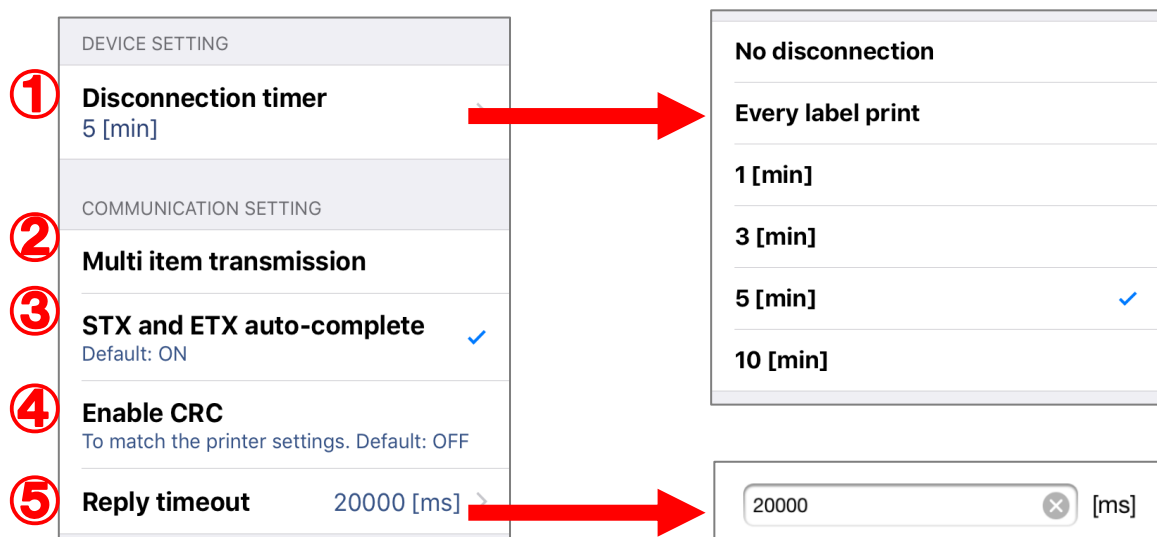 DEVICE SETTING
①
Disconnection timer
5 [min]
COMMUNICATION SETTING
②
Multi item transmission
③
STX and ETX auto-complete
Default: ON
④
Enable CRC
To match the printer settings. Default: OFF
⑤
Reply timeout 20000 [ms]
No disconnection
Every label print
1 [min]
3 [min]
5 [min]
10 [min]
20000 [ms]